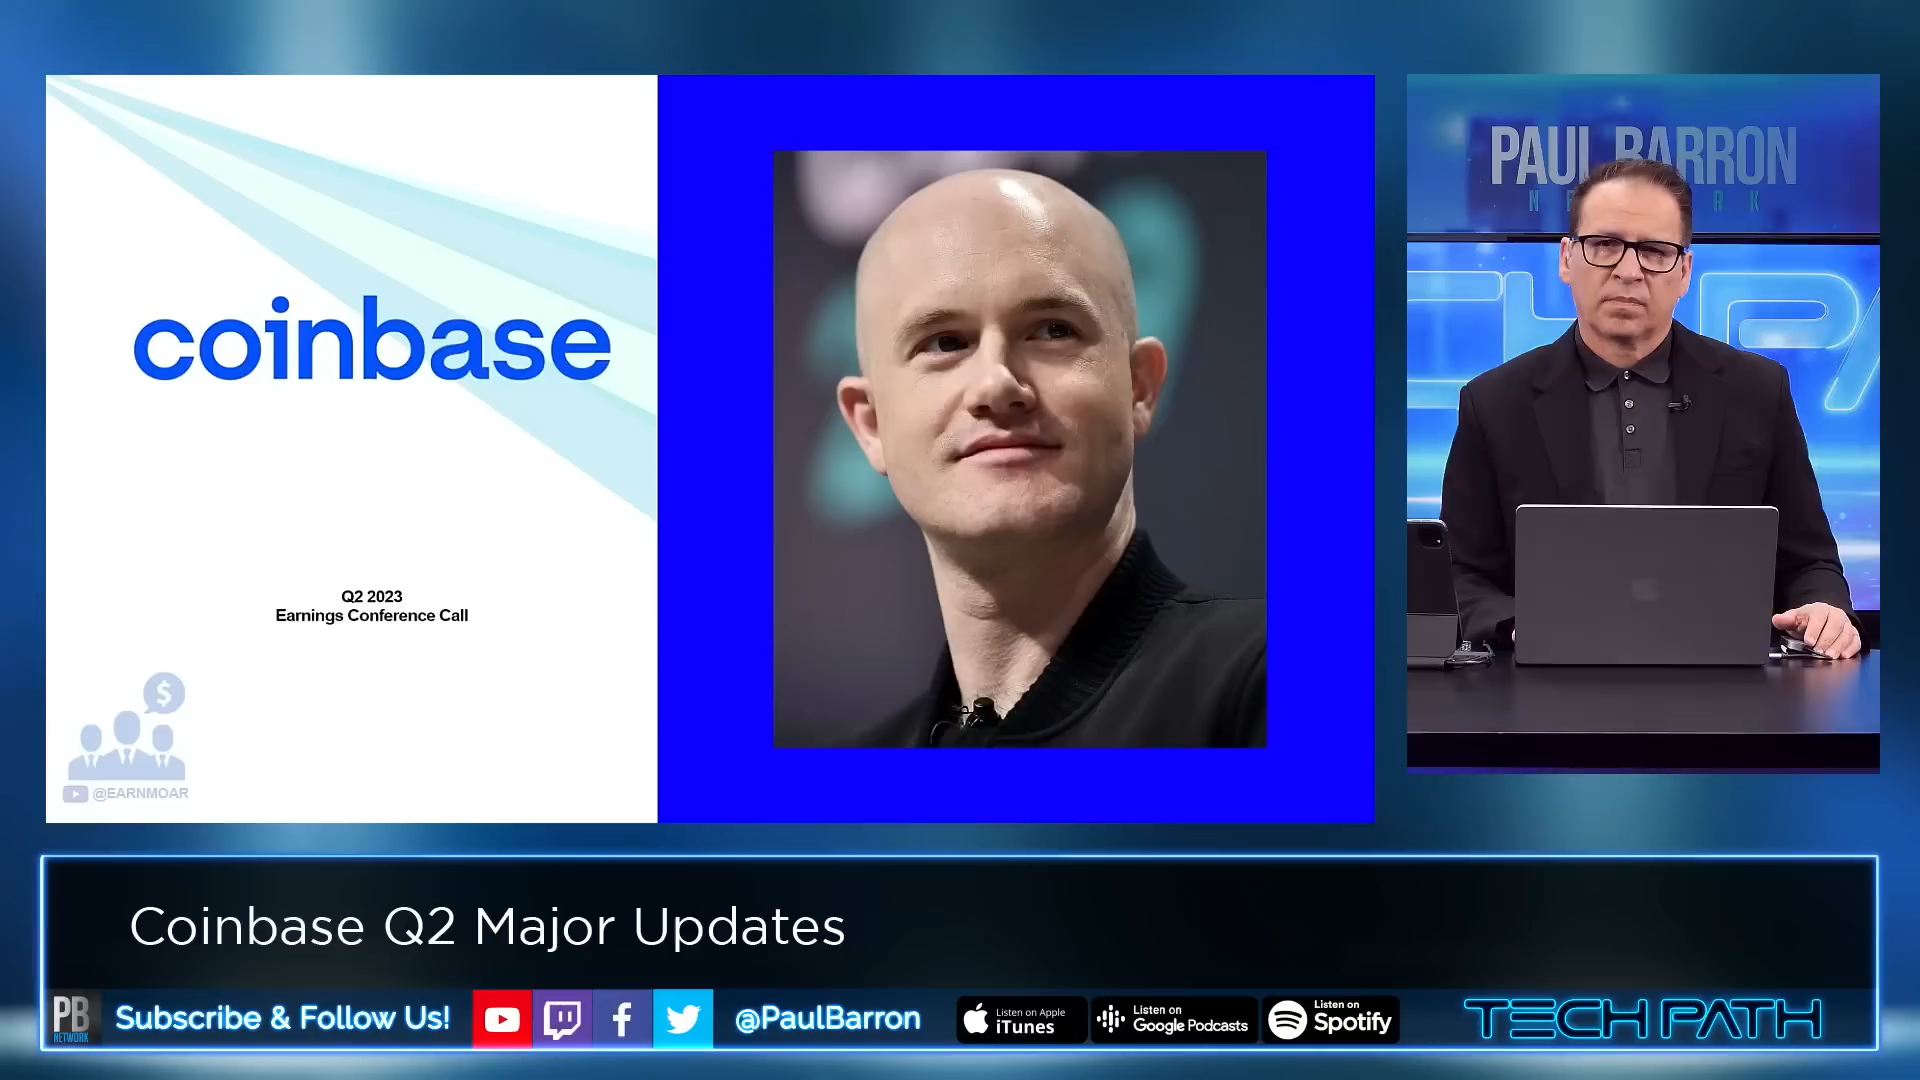 coinbase
Q2 2023
Earnings Conference Call
$
@EARNMOAR
PAUL BARRON
Coinbase Q2 Major Updates
PB
NETWORK
Subscribe & Follow Us!
@PaulBarron
Listen on Apple
iTunes
Listen on
Google Podcasts
Listen on
Spotify
TECH PATH